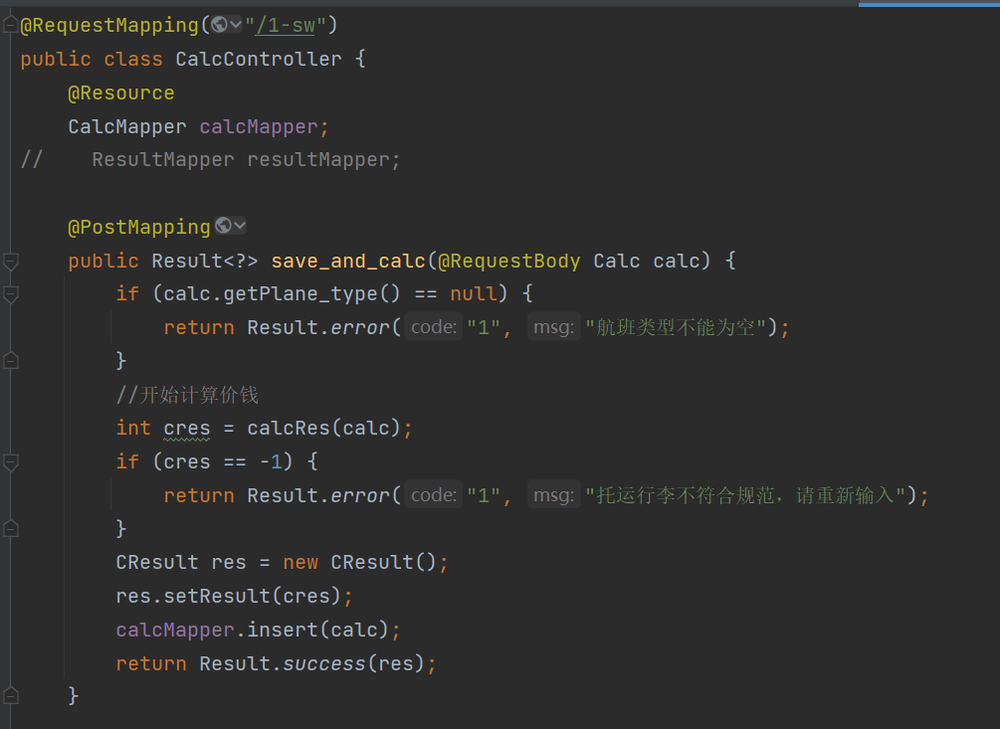 @RequestMapping("/1-sw")
public class CalcController {
    @Resource
    CalcMapper calcMapper;
//    ResultMapper resultMapper;
    @PostMapping
    public Result<?> save_and_calc(@RequestBody Calc calc) {
        if (calc.getPlane_type() == null) {
            return Result.error( code: "1", msg: "航班类型不能为空");
        }
        //开始计算价钱
        int cres = calcRes(calc);
        if (cres == -1) {
            return Result.error( code: "1", msg: "托运行李不符合规范，请重新输入");
        }
        CResult res = new CResult();
        res.setResult(cres);
        calcMapper.insert(calc);
        return Result.success(res);
    }